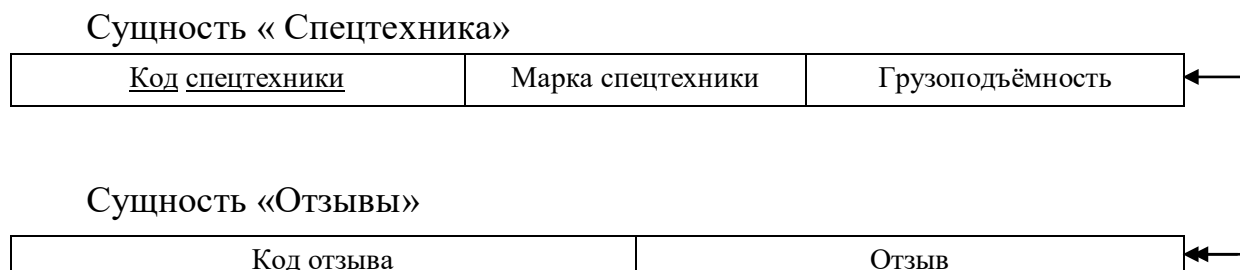 Сущность « Спецтехника»
Код спецтехники Марка спецтехники Грузоподъёмность
Сущность «Отзывы»
Код отзыва Отзыв